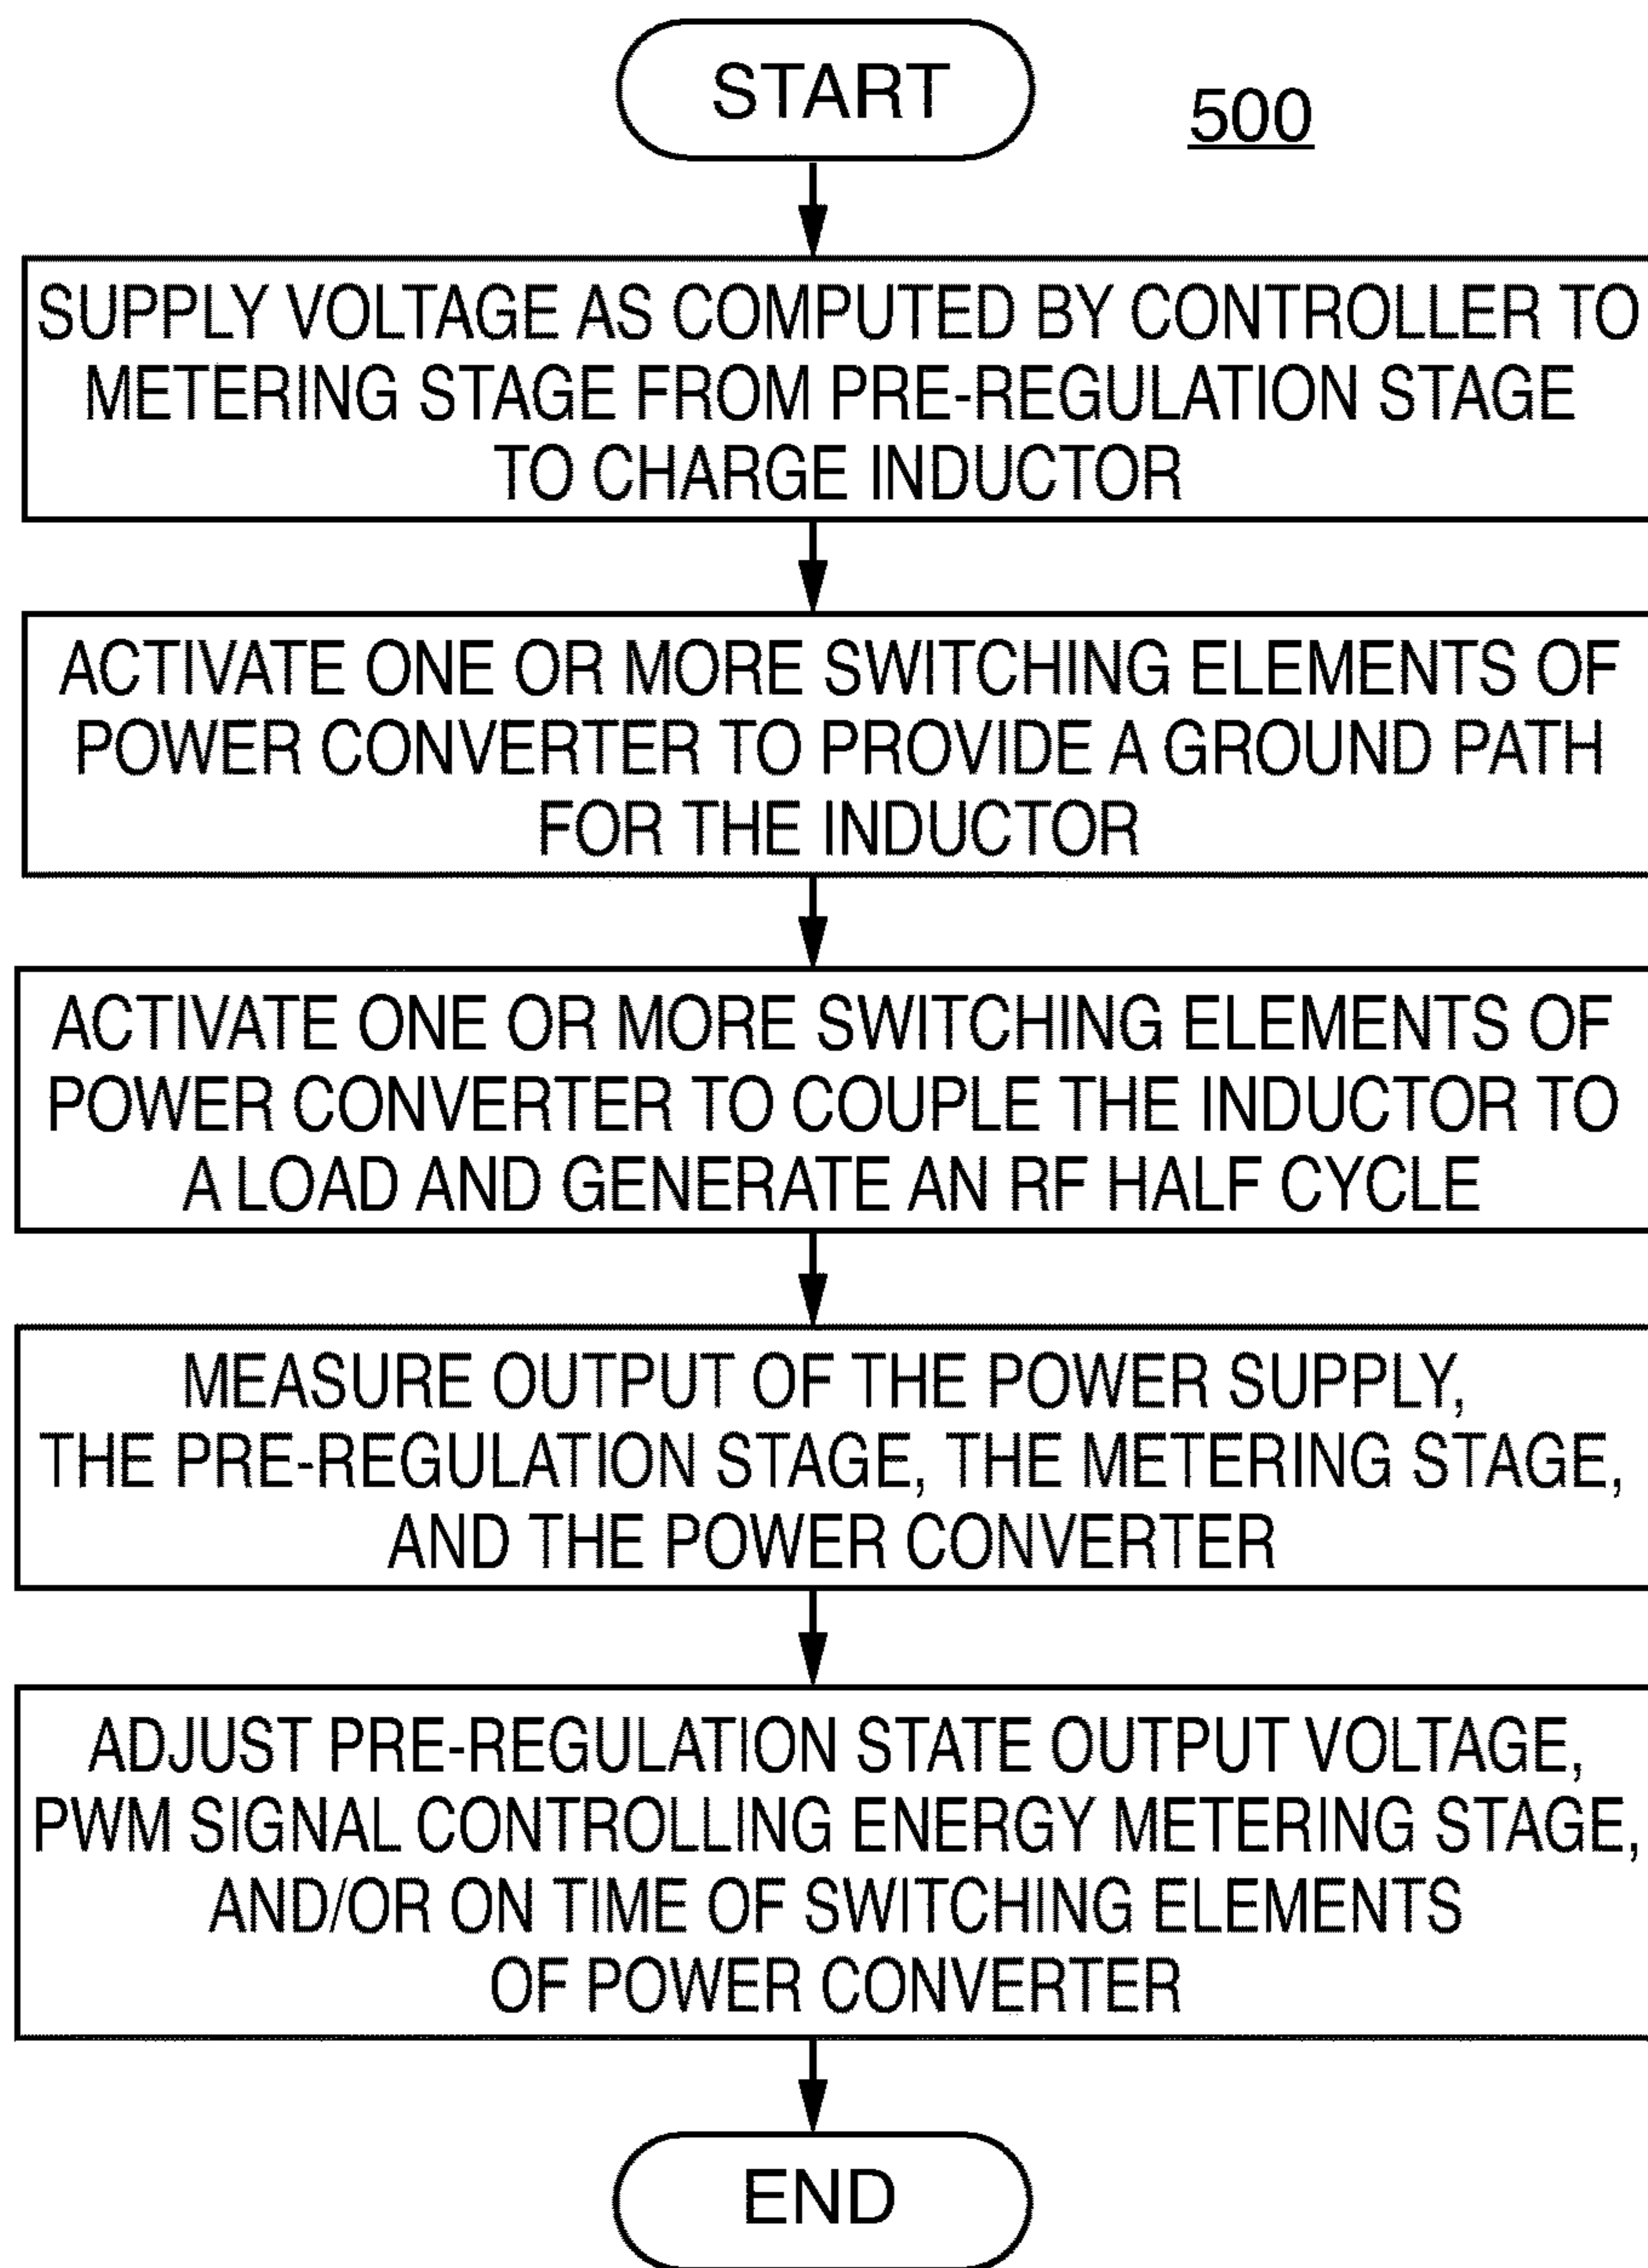 START
500
SUPPLY VOLTAGE AS COMPUTED BY CONTROLLER TO
METERING STAGE FROM PRE-REGULATION STAGE
TO CHARGE INDUCTOR
ACTIVATE ONE OR MORE SWITCHING ELEMENTS OF
POWER CONVERTER TO PROVIDE A GROUND PATH
FOR THE INDUCTOR
ACTIVATE ONE OR MORE SWITCHING ELEMENTS OF
POWER CONVERTER TO COUPLE THE INDUCTOR TO
A LOAD AND GENERATE AN RF HALF CYCLE
MEASURE OUTPUT OF THE POWER SUPPLY,
THE PRE-REGULATION STAGE, THE METERING STAGE,
AND THE POWER CONVERTER
ADJUST PRE-REGULATION STATE OUTPUT VOLTAGE,
PWM SIGNAL CONTROLLING ENERGY METERING STAGE,
AND/OR ON TIME OF SWITCHING ELEMENTS
OF POWER CONVERTER
END